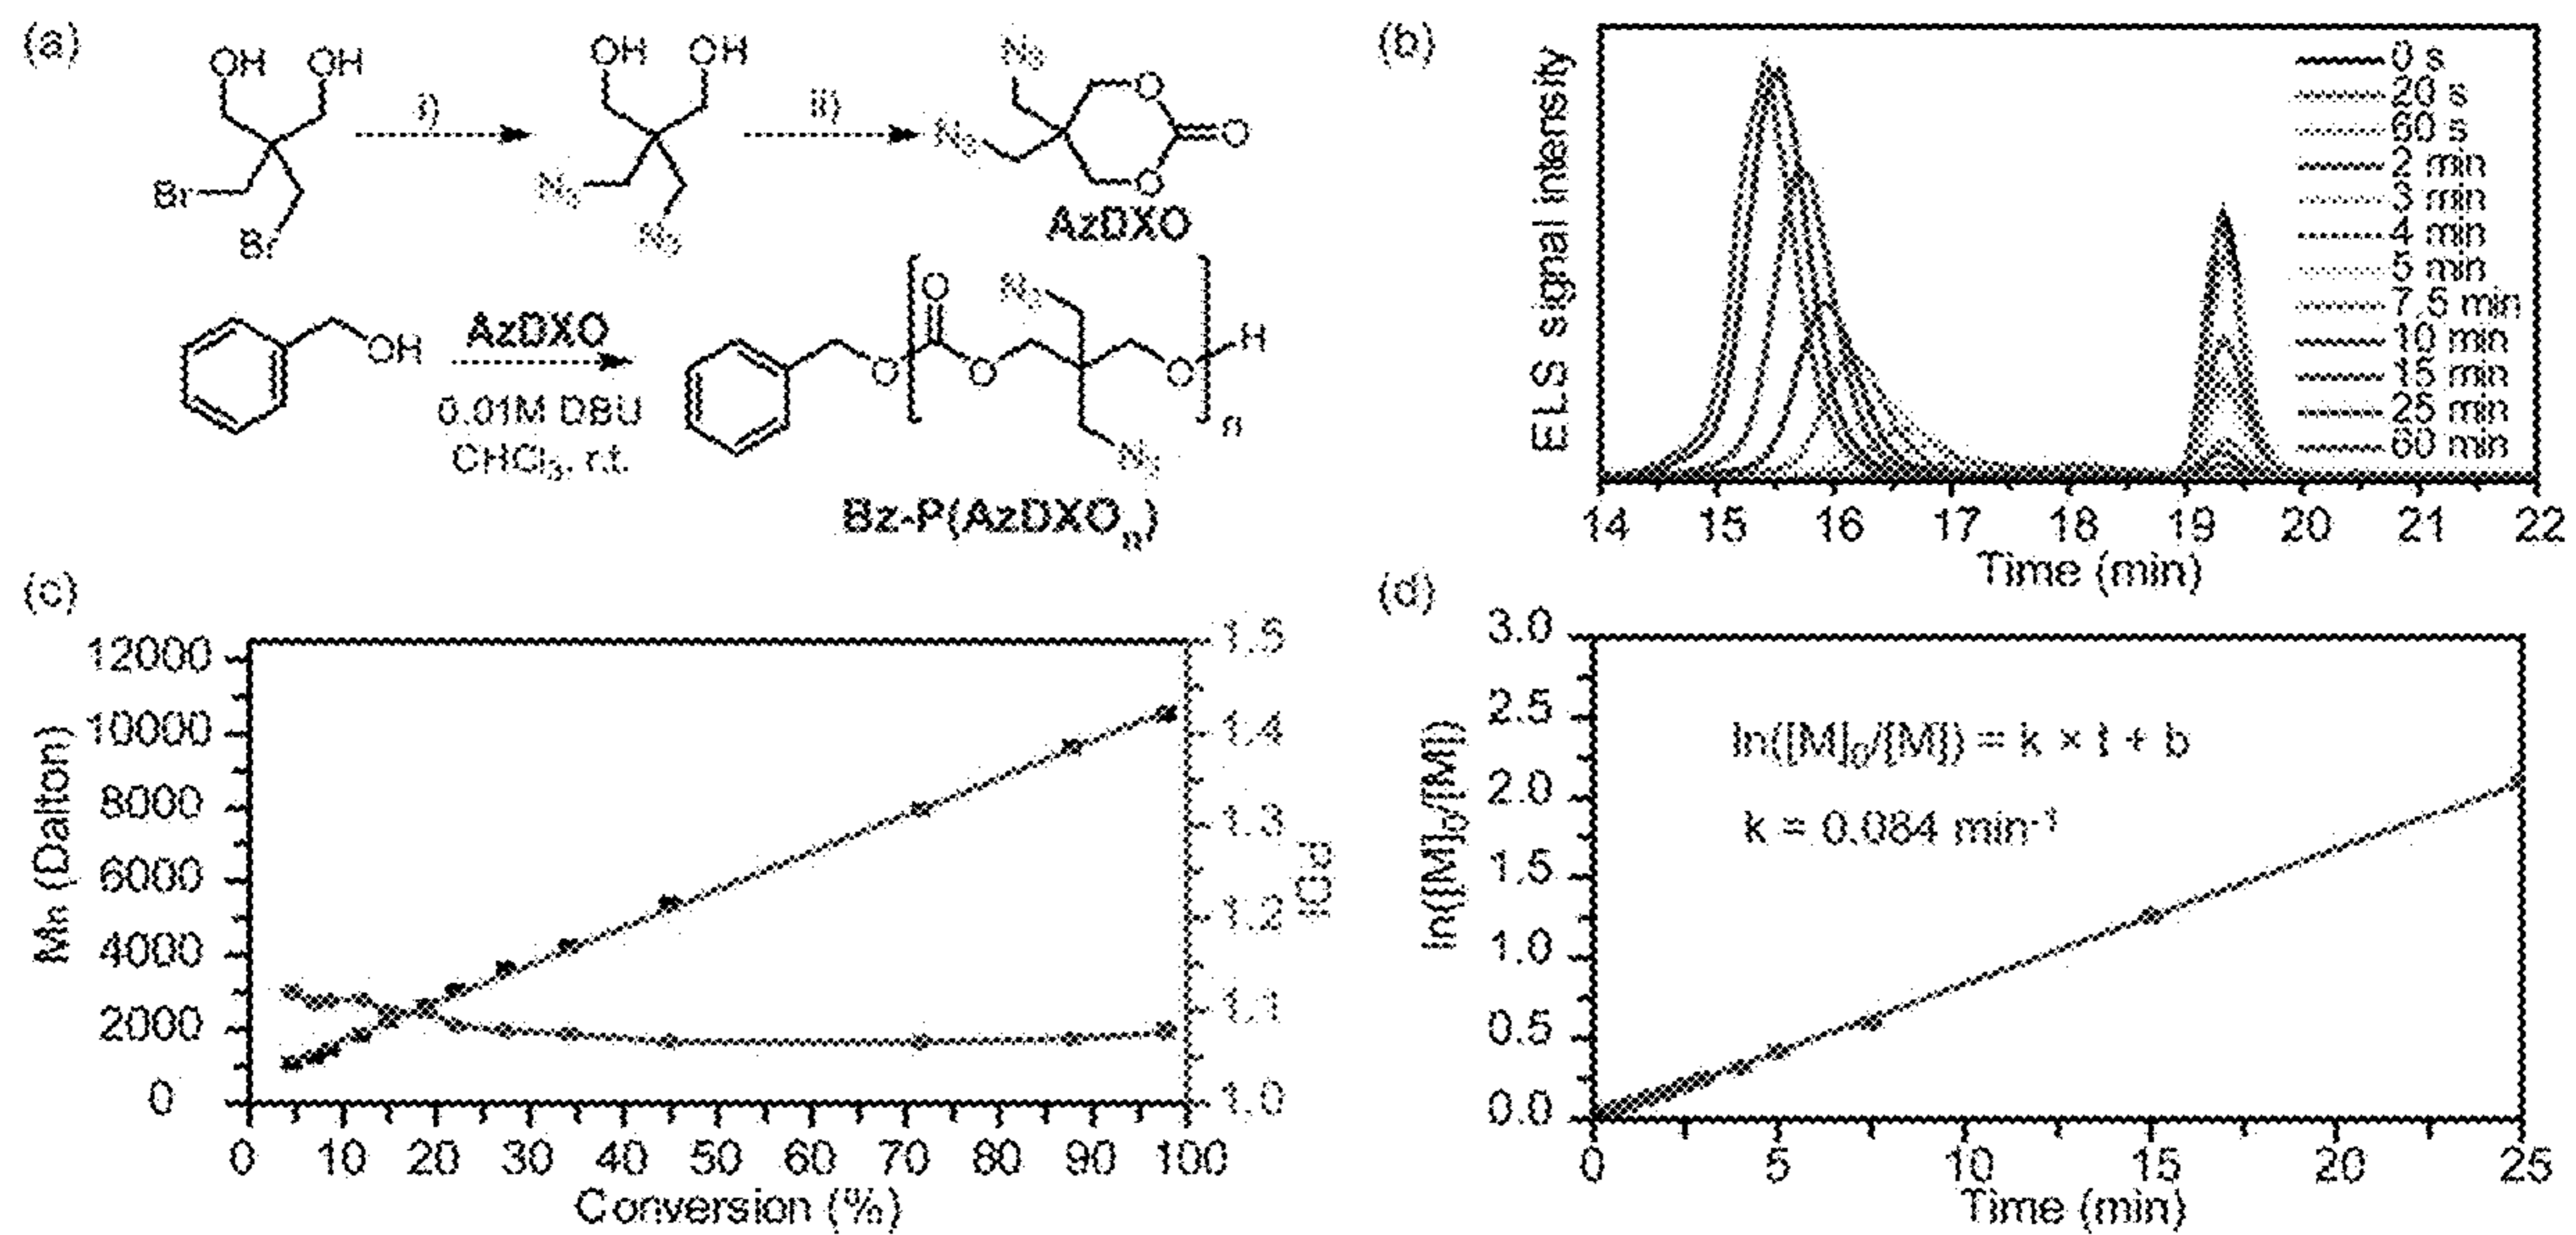 (a)
OH OH
i)
OH OH
ii)
N₃
O
N₃
O
O
Br
N₃
Br
N₃
AzDXO
OH
AzDXO
0.01M DBU
CHCl₃, r.t.
O
O
O
N₃
O
H
n
N₃
Bz-P(AzDXOₙ)
(b)
ELS signal intensity
0 s
20 s
60 s
2 min
3 min
4 min
5 min
7.5 min
10 min
15 min
25 min
60 min
14 15 16 17 18 19 20 21 22
Time (min)
(c)
Mn (Dalton)
12000
10000
8000
6000
4000
2000
0
1.5
1.4
1.3
1.2
1.1
1.0
PDI
0 10 20 30 40 50 60 70 80 90 100
Conversion (%)
(d)
ln([M]₀/[M])
3.0
2.5
2.0
1.5
1.0
0.5
0.0
ln([M]₀/[M]) = k × t + b
k = 0.084 min⁻¹
0 5 10 15 20 25
Time (min)